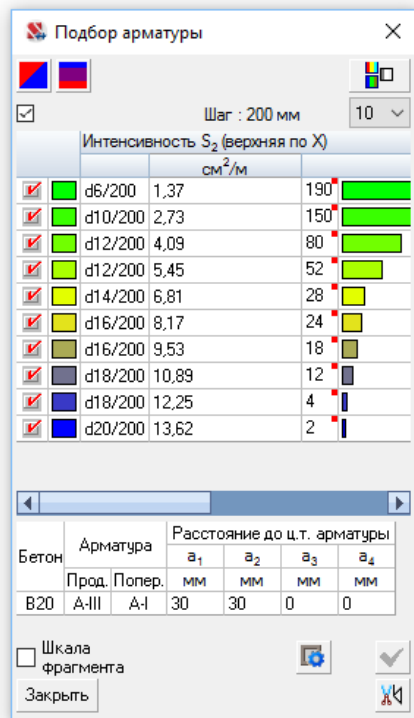 Подбор арматуры
Шаг : 200 мм 10
Интенсивность S2 (верхняя по X)
см2/м
d6/200 1,37 190
d10/200 2,73 150
d12/200 4,09 80
d12/200 5,45 52
d14/200 6,81 28
d16/200 8,17 24
d16/200 9,53 18
d18/200 10,89 12
d18/200 12,25 4
d20/200 13,62 2
Бетон Арматура Расстояние до ц.т. арматуры
a1 a2 a3 a4
Прод. Попер. мм мм мм мм
B20 A-III A-I 30 30 0 0
Шкала
фрагмента
Закрыть